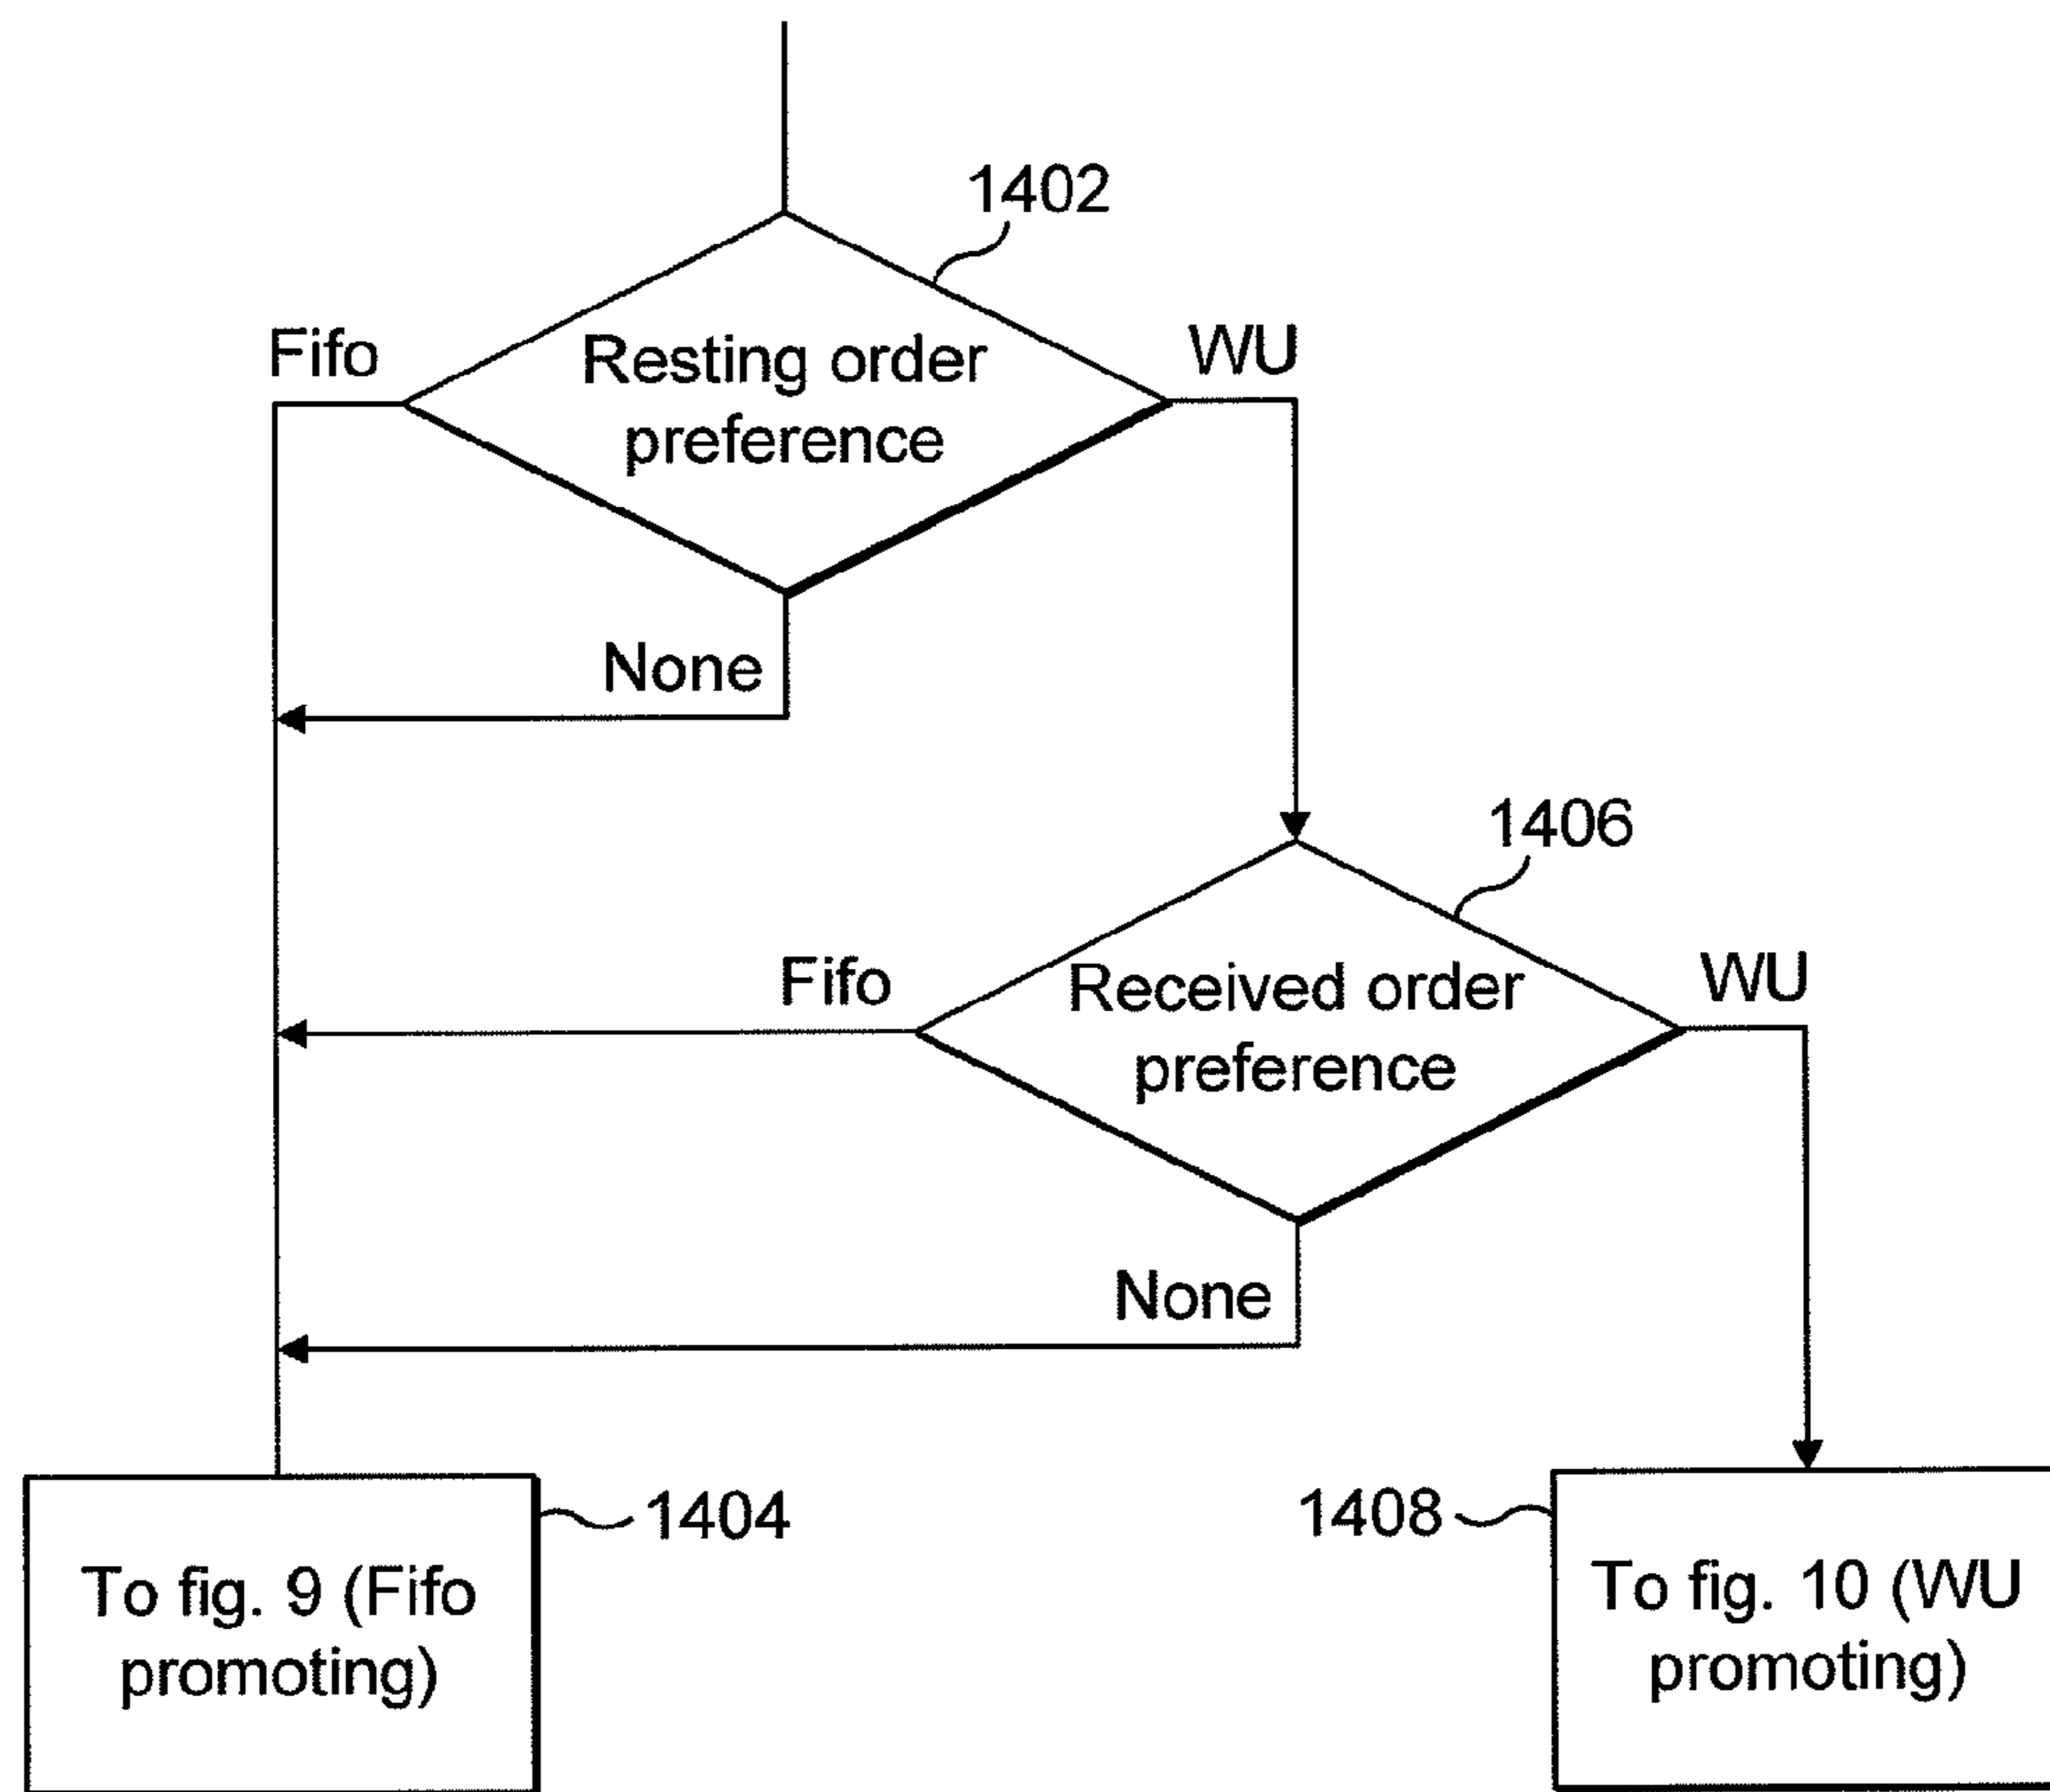 1402
Fifo
WU
Resting order
preference
None
1406
Fifo
WU
Received order
preference
None
1404
1408
To fig. 9 (Fifo
promoting)
To fig. 10 (WU
promoting)